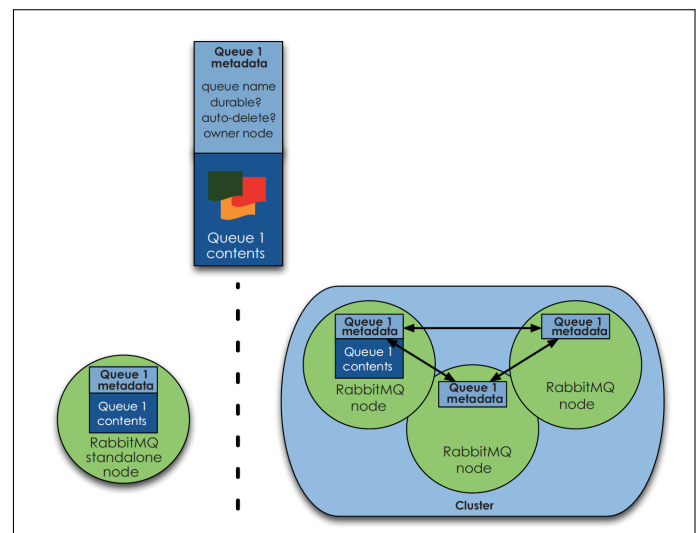 Queue 1
metadata
queue name
durable?
auto-delete?
owner node
Queue 1
contents
Queue 1
metadata
Queue 1
contents
RabbitMQ
standalone
node
Queue 1
metadata
Queue 1
contents
RabbitMQ
node
Queue 1
metadata
RabbitMQ
node
Queue 1
metadata
RabbitMQ
node
Cluster